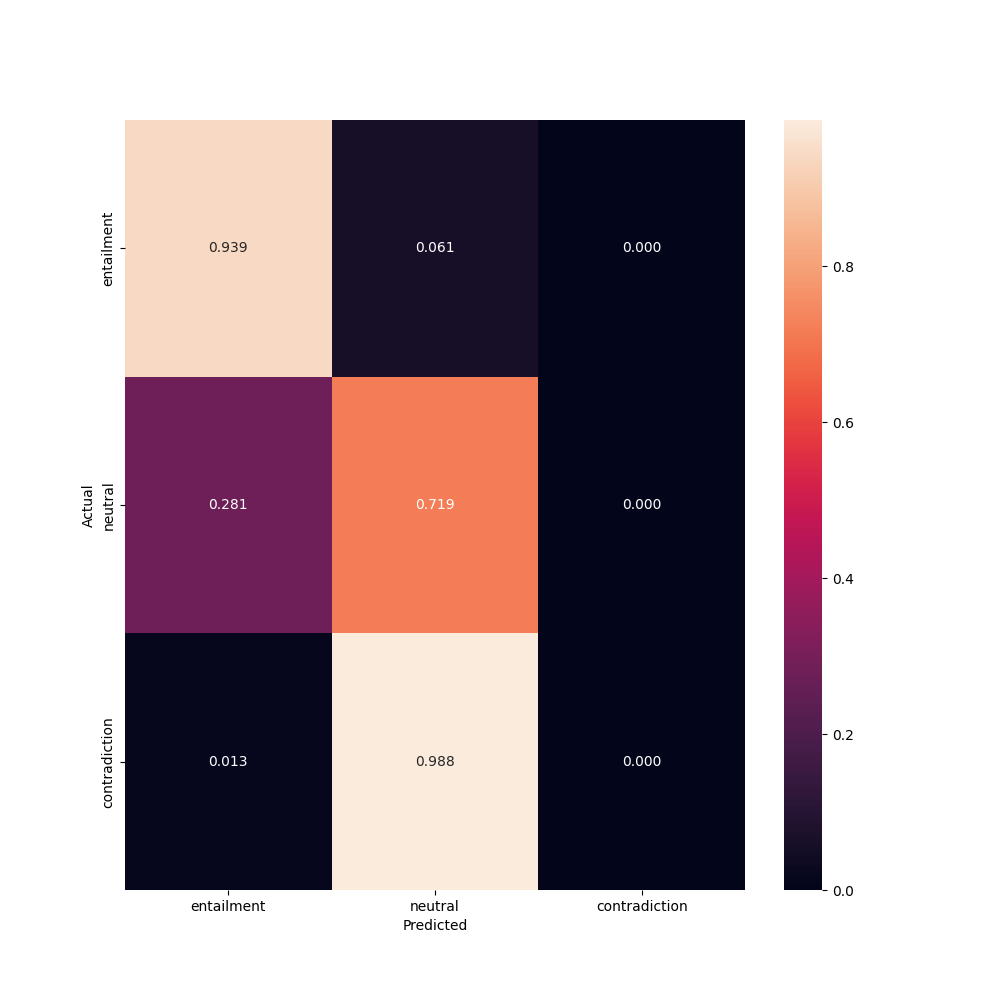 entailment
0.939
0.061
0.000
0.8
0.6
Actual
neutral
0.281
0.719
0.000
0.4
0.2
contradiction
0.013
0.988
0.000
0.0
entailment
neutral
contradiction
Predicted